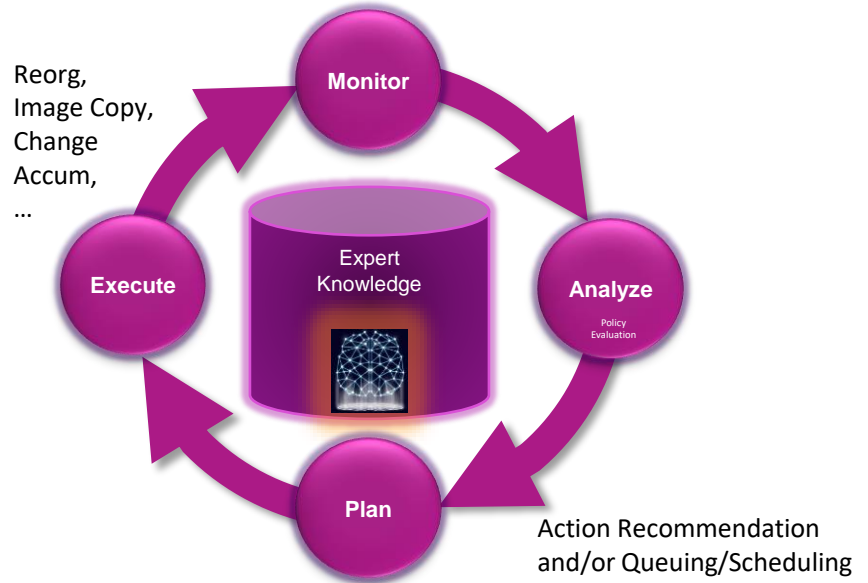 Reorg,
Image Copy,
Change
Accum,
…
Monitor
Expert
Knowledge
Execute
Analyze
Policy
Evaluation
Plan
Action Recommendation
and/or Queuing/Scheduling